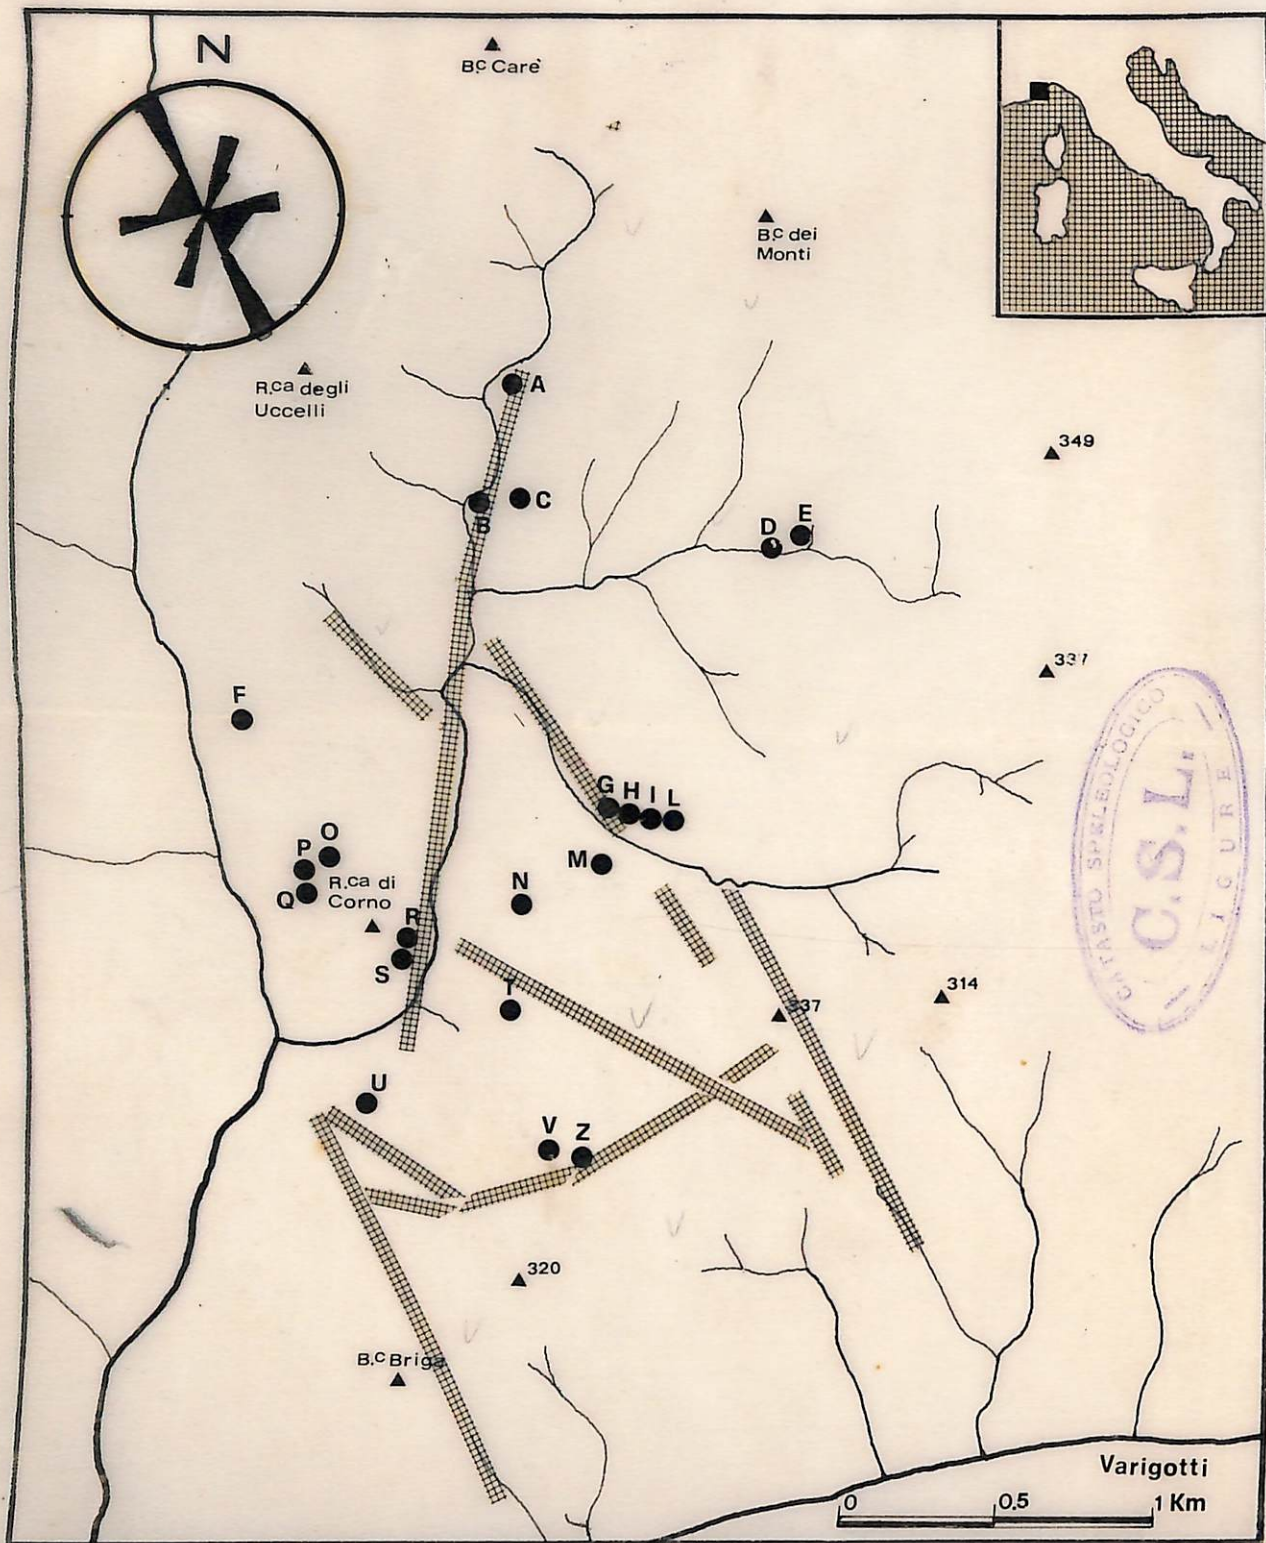 N
B.c Carè
B.c dei
Monti
R.ca degli
Uccelli
A
349
B
C
D
E
337
F
G H I L
M
N
O
P
Q
R.ca di
Corno
R
S
T
314
337
U
V
Z
320
B.c Briga
CATASTO SPELEOLOGICO
C.S.L.
LIGURE
Varigotti
0 0.5 1 Km